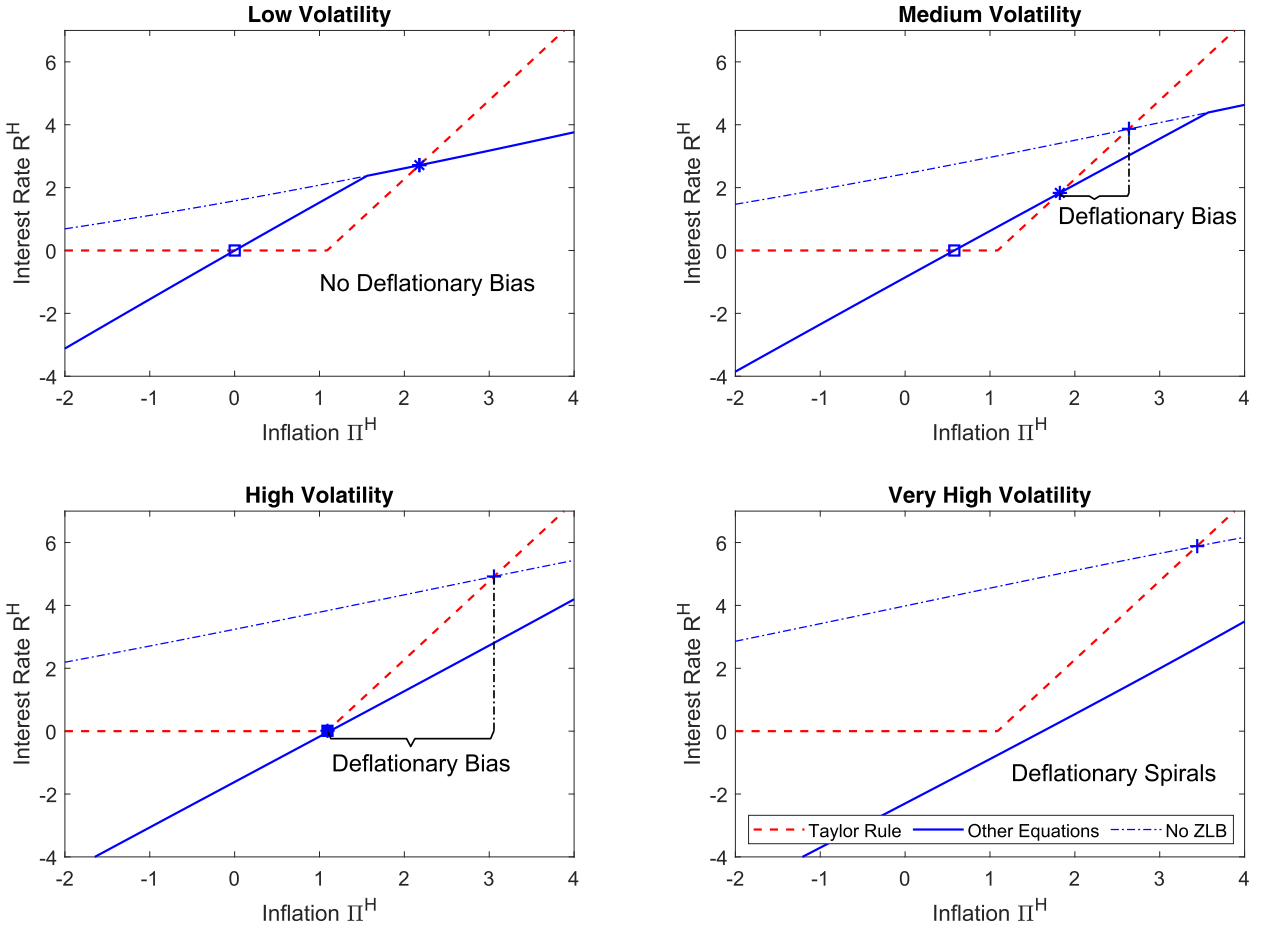 Low Volatility
Interest Rate R^H
6
4
2
0
-2
-4
No Deflationary Bias
-2 -1 0 1 2 3 4
Inflation Π^H
Medium Volatility
Interest Rate R^H
6
4
2
0
-2
-4
Deflationary Bias
-2 -1 0 1 2 3 4
Inflation Π^H
High Volatility
Interest Rate R^H
6
4
2
0
-2
-4
Deflationary Bias
-2 -1 0 1 2 3 4
Inflation Π^H
Very High Volatility
Interest Rate R^H
6
4
2
0
-2
-4
Deflationary Spirals
Taylor Rule Other Equations No ZLB
-2 -1 0 1 2 3 4
Inflation Π^H